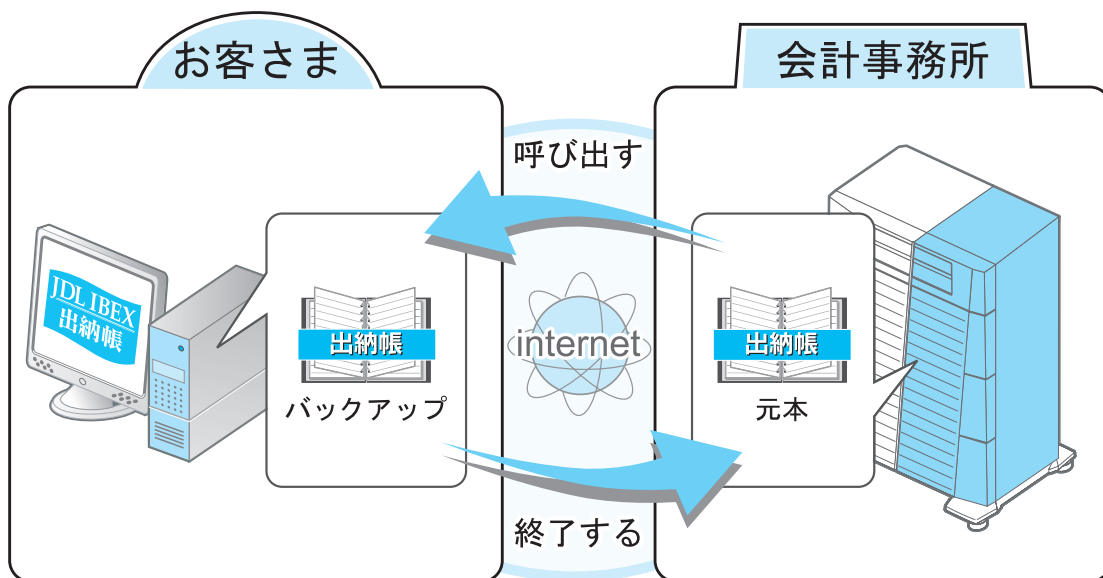 お客さま
会計事務所
呼び出す
JDL IBEX
出納帳
出納帳
バックアップ
internet
出納帳
元本
終了する